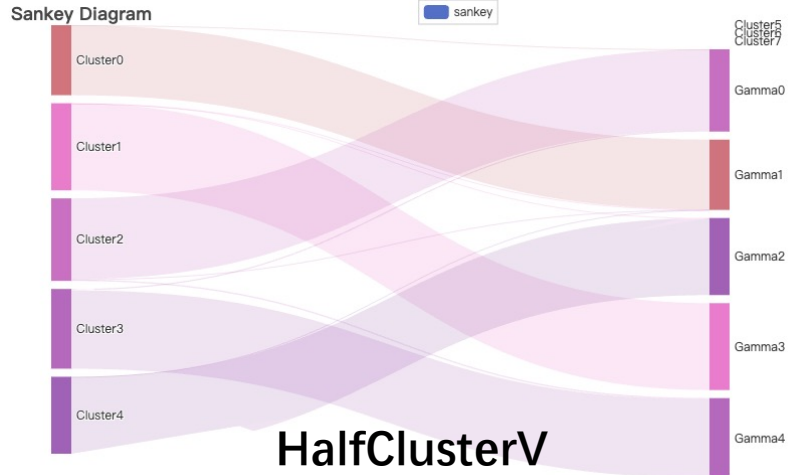 Sankey Diagram
sankey
Cluster5
Cluster6
Cluster7
Cluster0
Gamma0
Cluster1
Gamma1
Cluster2
Gamma2
Cluster3
Gamma3
Cluster4
Gamma4
HalfClusterV